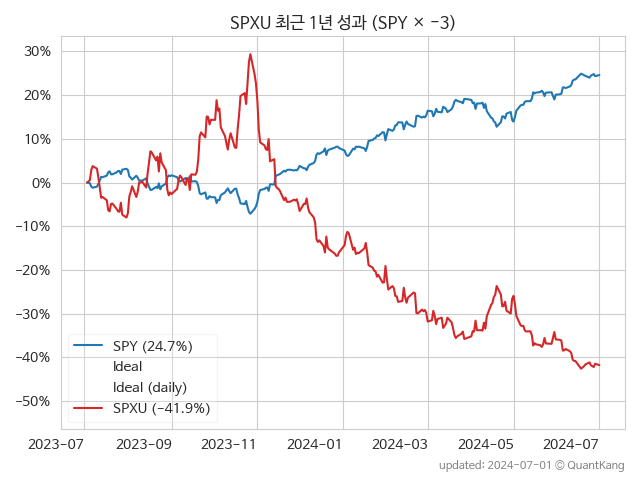 SPXU 최근 1년 성과 (SPY × -3)
30%
20%
10%
0%
−10%
−20%
−30%
−40%
−50%
SPY (24.7%)
Ideal
Ideal (daily)
SPXU (-41.9%)
2023-07 2023-09 2023-11 2024-01 2024-03 2024-05 2024-07
updated: 2024-07-01 © QuantKang